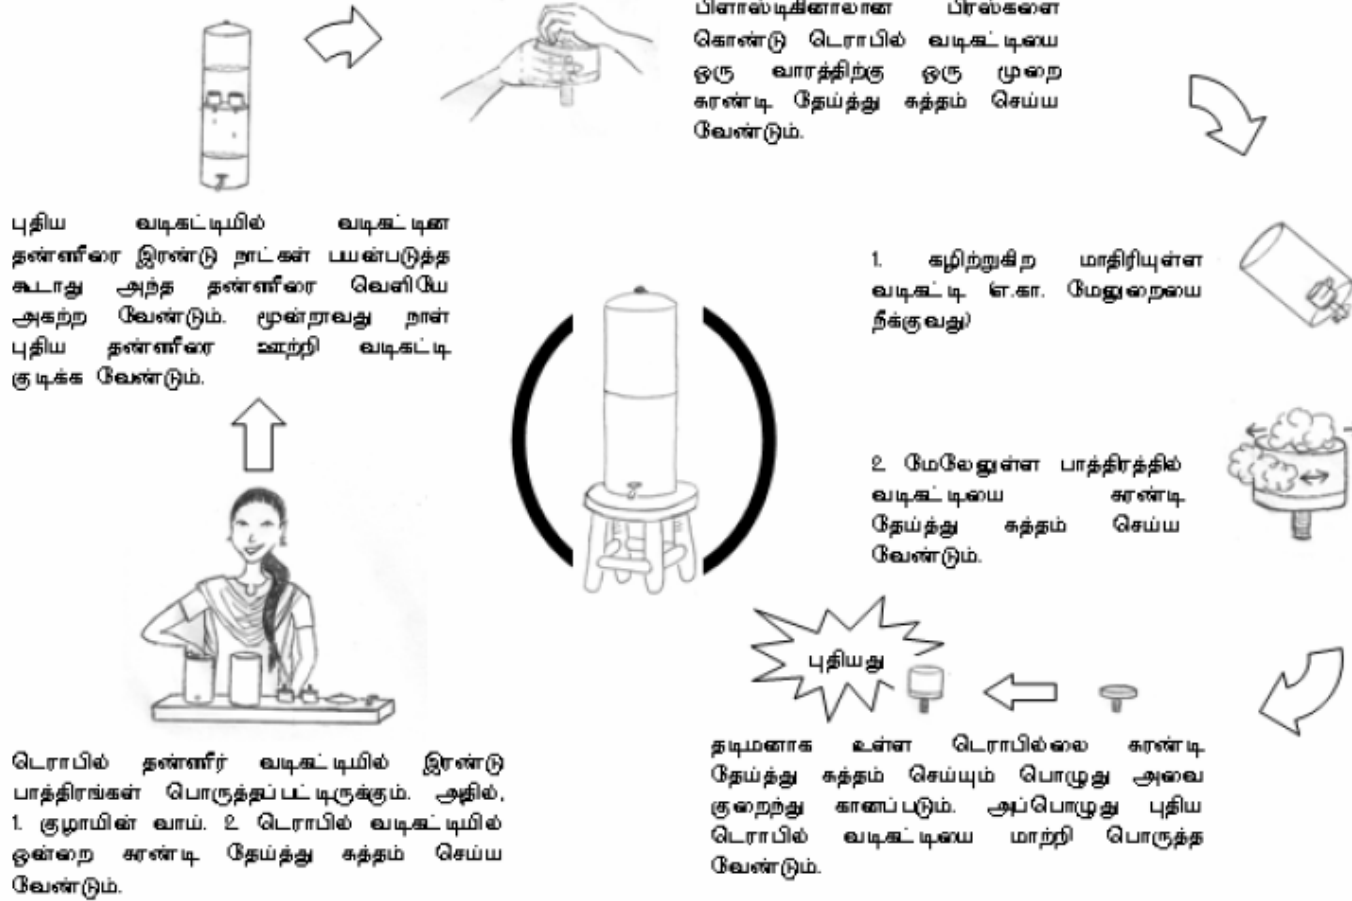 பிளாஸ்டிகினாலான பிரஸ்களை
கொண்டு டெராபில் வடிகட்டியை
ஒரு வாரத்திற்கு ஒரு முறை
சுரண்டி தேய்த்து சுத்தம் செய்ய
வேண்டும்.
புதிய வடிகட்டியில் வடிகட்டின
தண்ணீரை இரண்டு நாட்கள் பயன்படுத்த
கூடாது அந்த தண்ணீரை வெளியே
அகற்ற வேண்டும். மூன்றாவது நாள்
புதிய தண்ணீரை ஊற்றி வடிகட்டி
குடிக்க வேண்டும்.
1. கழிற்றுகிற மாதிரியுள்ள
வடிகட்டி (எ.கா. மேலுறையை
நீக்குவது)
2. மேலேலுள்ள பாத்திரத்தில்
வடிகட்டியை சுரண்டி
தேய்த்து சுத்தம் செய்ய
வேண்டும்.
புதியது
தடிமனாக உள்ள டெராபில்லை சுரண்டி
தேய்த்து சுத்தம் செய்யும் பொழுது அவை
குறைந்து காணப்படும். அப்பொழுது புதிய
டெராபில் வடிகட்டியை மாற்றி பொருத்த
வேண்டும்.
டெராபில் தண்ணீர் வடிகட்டியில் இரண்டு
பாத்திரங்கள் பொருத்தப்பட்டிருக்கும். அதில்,
1. குழாயின் வாய். 2. டெராபில் வடிகட்டியில்
ஒன்றை சுரண்டி தேய்த்து சுத்தம் செய்ய
வேண்டும்.